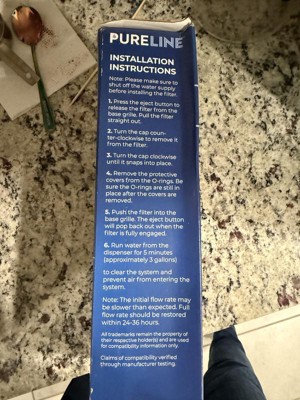 PURELINE
INSTALLATION
INSTRUCTIONS
Note: Please make sure to
shut off the water supply
before installing the filter.
1. Press the eject button to
release the filter from the
base grille. Pull the filter
straight out.
2. Turn the cap coun-
ter-clockwise to remove it
from the filter.
3. Turn the cap clockwise
until it snaps into place.
4. Remove the protective
covers from the O-rings. Be
sure the O-rings are still in
place after the covers are
removed.
5. Push the filter into the
base grille. The eject button
will pop back out when the
filter is fully engaged.
6. Run water from the
dispenser for 5 minutes
(approximately 3 gallons)
to clear the system and
prevent air from entering the
system.
Note: The initial flow rate may
be slower than expected. Full
flow rate should be restored
within 24-36 hours.
All trademarks remain the property of
their respective holder(s) and are used
for compatibility information only.
Claims of compatibility verified
through manufacturer testing.